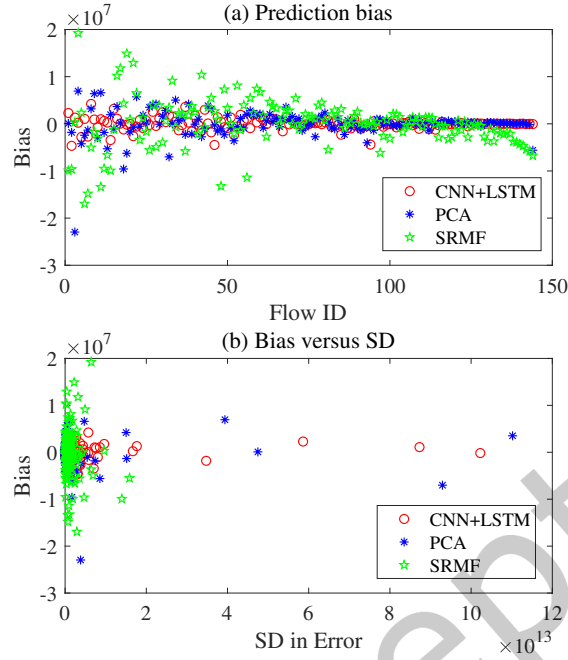 (a) Prediction bias
×10^7
2
1
0
-1
-2
-3
Bias
0
50
100
150
Flow ID
CNN+LSTM
PCA
SRMF
(b) Bias versus SD
×10^7
2
1
0
-1
-2
-3
Bias
0
2
4
6
8
10
12
SD in Error
×10^13
CNN+LSTM
PCA
SRMF